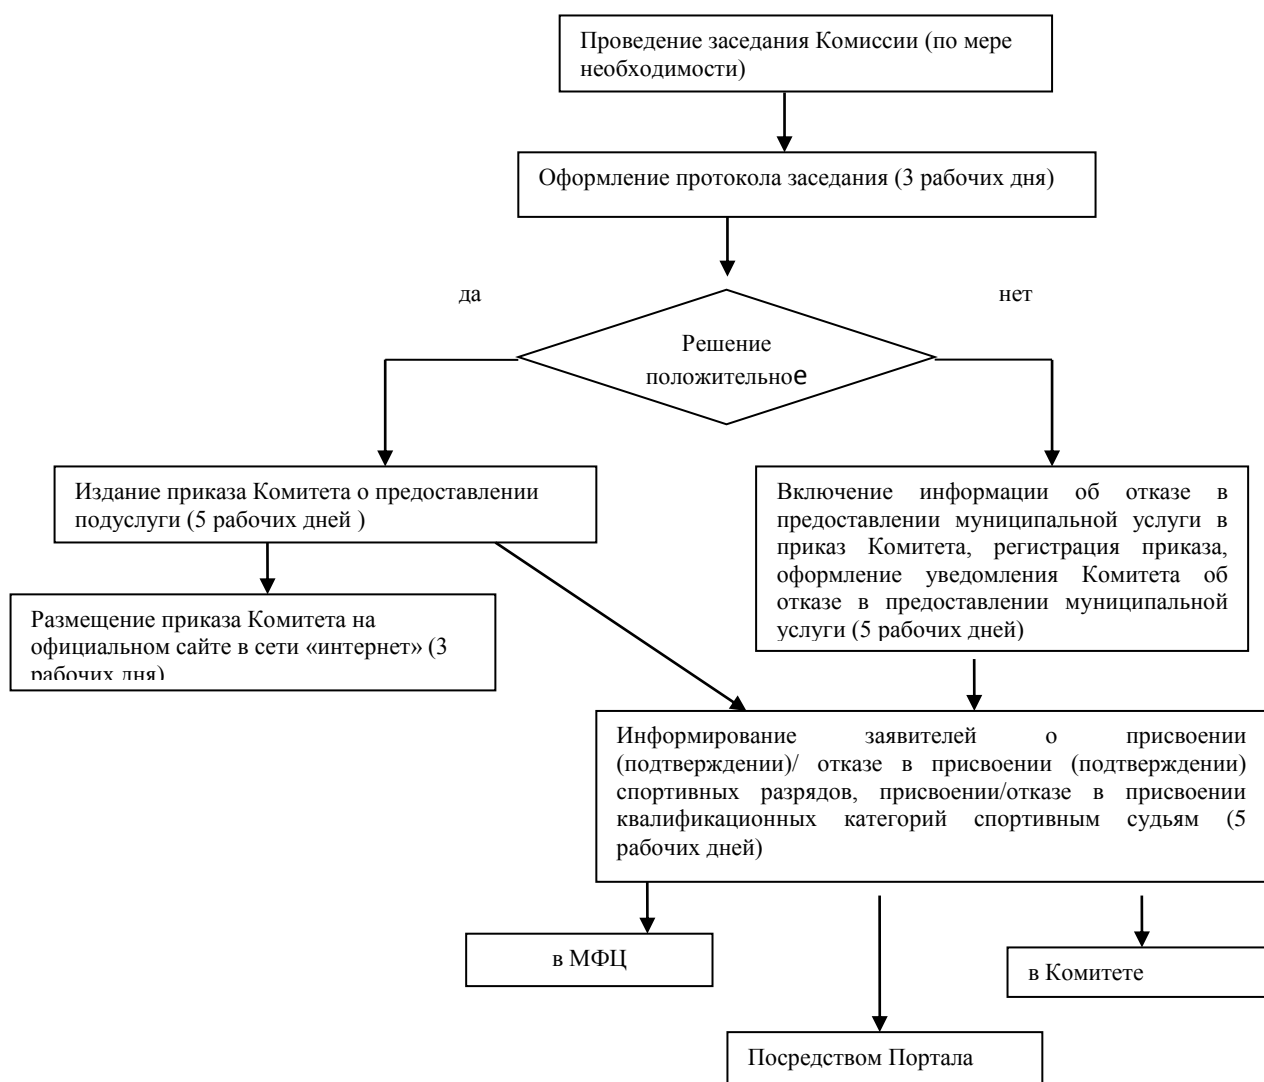 Проведение заседания Комиссии (по мере
необходимости)
Оформление протокола заседания (3 рабочих дня)
да
нет
Решение
положительное
Издание приказа Комитета о предоставлении
подуслуги (5 рабочих дней )
Включение информации об отказе в
предоставлении муниципальной услуги в
приказ Комитета, регистрация приказа,
оформление уведомления Комитета об
отказе в предоставлении муниципальной
услуги (5 рабочих дней)
Размещение приказа Комитета на
официальном сайте в сети «интернет» (3
рабочих дня)
Информирование заявителей о присвоении
(подтверждении)/ отказе в присвоении (подтверждении)
спортивных разрядов, присвоении/отказе в присвоении
квалификационных категорий спортивным судьям (5
рабочих дней)
в МФЦ
в Комитете
Посредством Портала